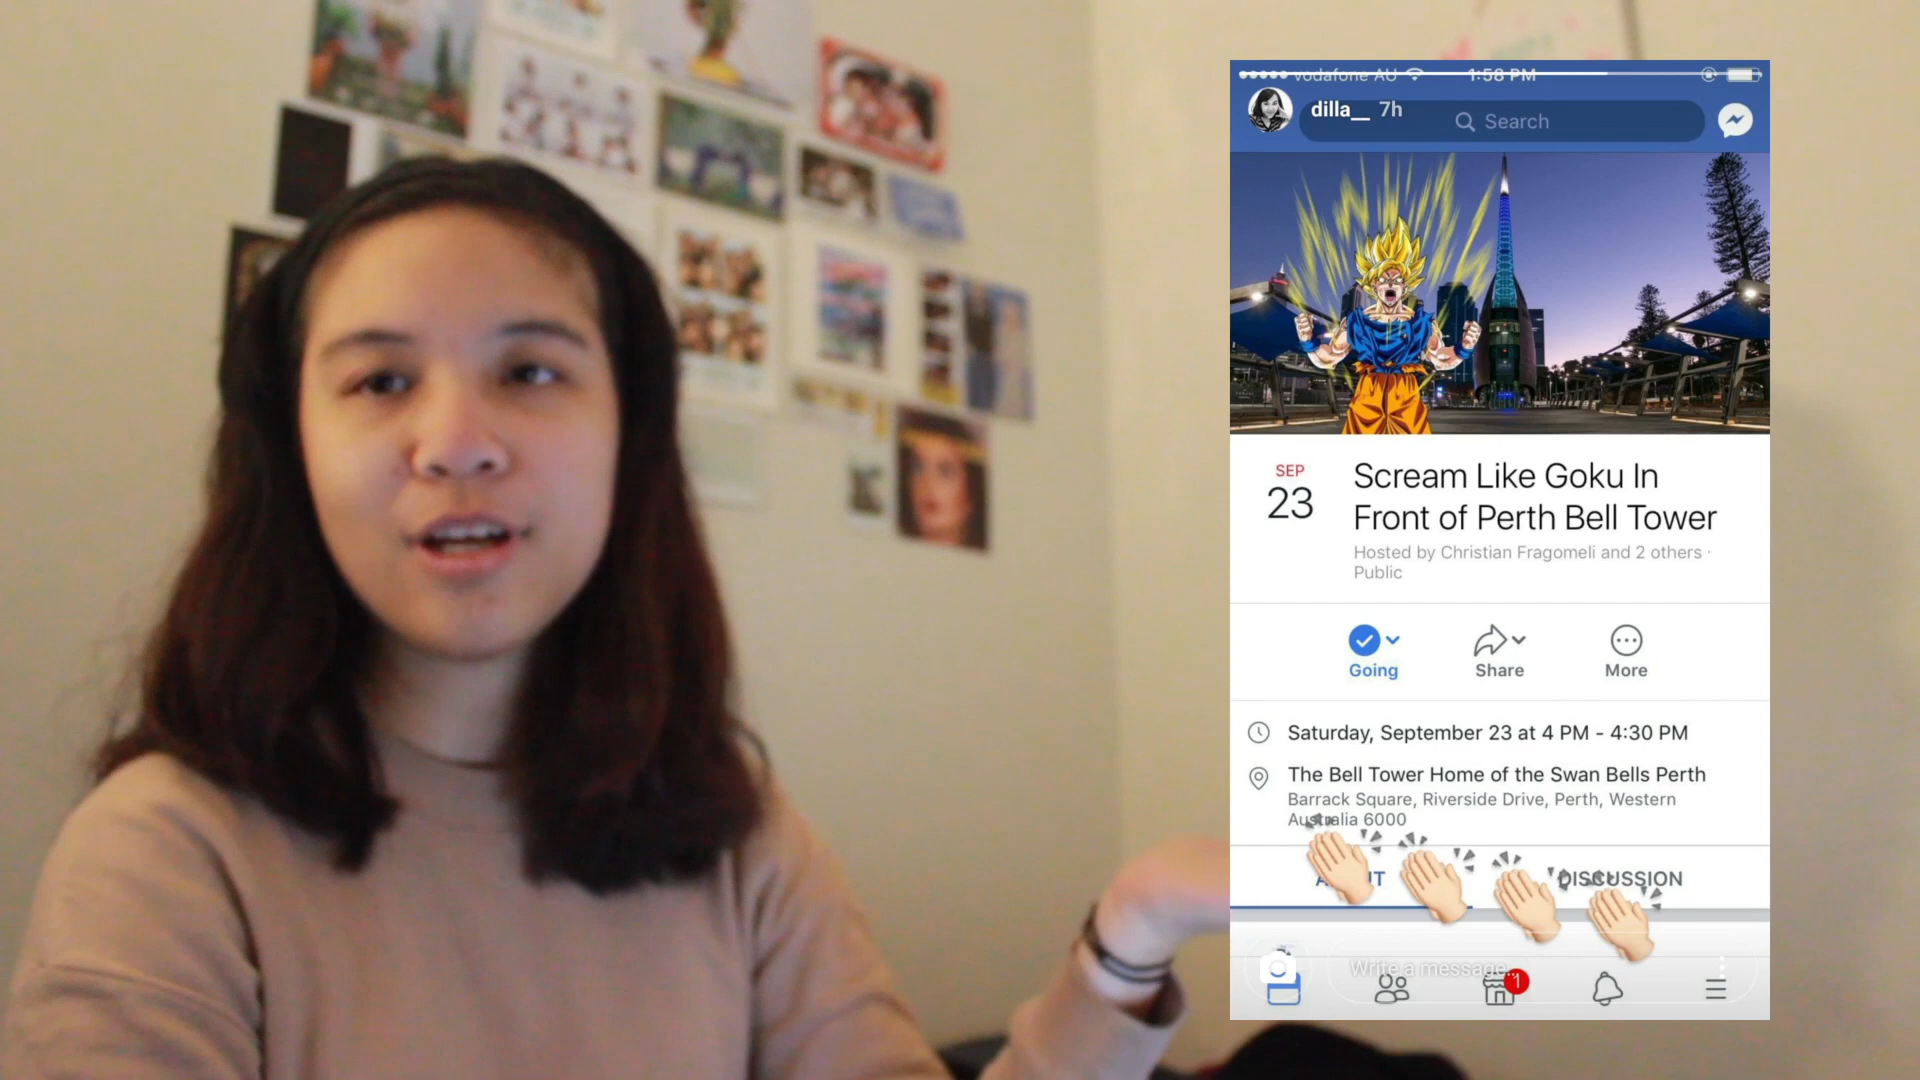 vodafone AU 1:58 PM
dilla__ 7h
Search
SEP
23
Scream Like Goku In
Front of Perth Bell Tower
Hosted by Christian Fragomeli and 2 others ·
Public
Going
Share
More
Saturday, September 23 at 4 PM - 4:30 PM
The Bell Tower Home of the Swan Bells Perth
Barrack Square, Riverside Drive, Perth, Western
Australia 6000
DISCUSSION
Write a message...
1